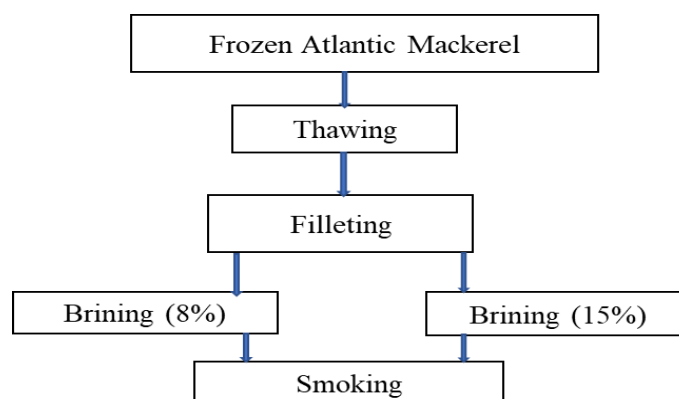 Frozen Atlantic Mackerel
Thawing
Filleting
Brining (8%)
Brining (15%)
Smoking